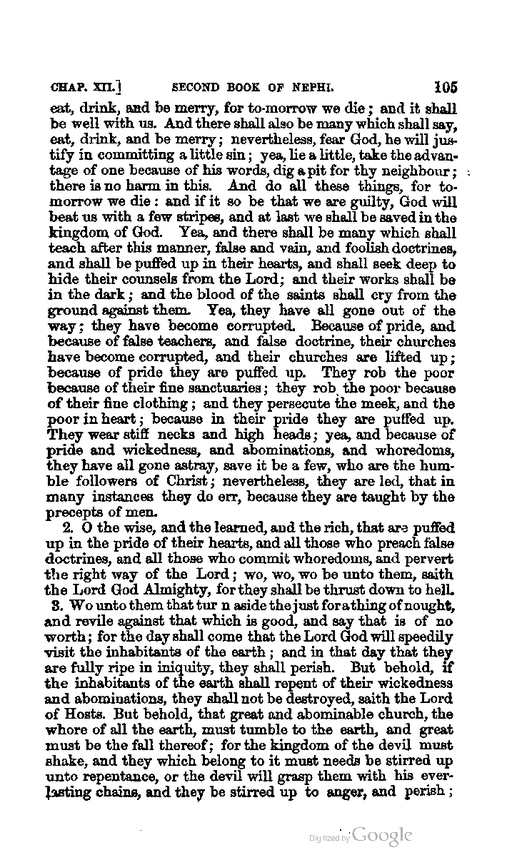 CHAP. XII.] SECOND BOOK OF NEPHI. 105
eat, drink, and be merry, for to-morrow we die; and it shall
be well with us. And there shall also be many which shall say,
eat, drink, and be merry; nevertheless, fear God, he will jus-
tify in committing a little sin; yea, lie a little, take the advan-
tage of one because of his words, dig a pit for thy neighbour;
there is no harm in this. And do all these things, for to-
morrow we die: and if it so be that we are guilty, God will
beat us with a few stripes, and at last we shall be saved in the
kingdom of God. Yea, and there shall be many which shall
teach after this manner, false and vain, and foolish doctrines,
and shall be puffed up in their hearts, and shall seek deep to
hide their counsels from the Lord; and their works shall be
in the dark; and the blood of the saints shall cry from the
ground against them. Yea, they have all gone out of the
way; they have become corrupted. Because of pride, and
because of false teachers, and false doctrine, their churches
have become corrupted, and their churches are lifted up;
because of pride they are puffed up. They rob the poor
because of their fine sanctuaries; they rob the poor because
of their fine clothing; and they persecute the meek, and the
poor in heart; because in their pride they are puffed up.
They wear stiff necks and high heads; yea, and because of
pride and wickedness, and abominations, and whoredoms,
they have all gone astray, save it be a few, who are the hum-
ble followers of Christ; nevertheless, they are led, that in
many instances they do err, because they are taught by the
precepts of men.
2. O the wise, and the learned, and the rich, that are puffed
up in the pride of their hearts, and all those who preach false
doctrines, and all those who commit whoredoms, and pervert
the right way of the Lord; wo, wo, wo be unto them, saith
the Lord God Almighty, for they shall be thrust down to hell.
3. Wo unto them that tur n aside the just for a thing of nought,
and revile against that which is good, and say that is of no
worth; for the day shall come that the Lord God will speedily
visit the inhabitants of the earth; and in that day that they
are fully ripe in iniquity, they shall perish. But behold, if
the inhabitants of the earth shall repent of their wickedness
and abominations, they shall not be destroyed, saith the Lord
of Hosts. But behold, that great and abominable church, the
whore of all the earth, must tumble to the earth, and great
must be the fall thereof; for the kingdom of the devil must
shake, and they which belong to it must needs be stirred up
unto repentance, or the devil will grasp them with his ever-
lasting chains, and they be stirred up to anger, and perish;
Digitized by Google